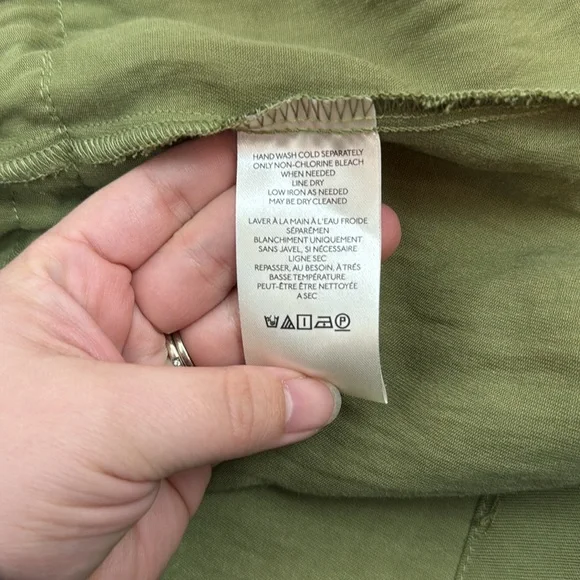 HAND WASH COLD SEPARATELY
ONLY NON-CHLORINE BLEACH
WHEN NEEDED
LINE DRY
LOW IRON AS NEEDED
MAY BE DRY CLEANED
LAVER À LA MAIN À L'EAU FROIDE
SÉPARÉMEN
BLANCHIMENT UNIQUEMENT
SANS JAVEL, SI NÉCESSAIRE
LIGNE SEC
REPASSER, AU BESOIN, À TRÉS
BASSE TEMPÉRATURE
PEUT-ÊTRE ÊTRE NETTOYÉE
A SEC
P